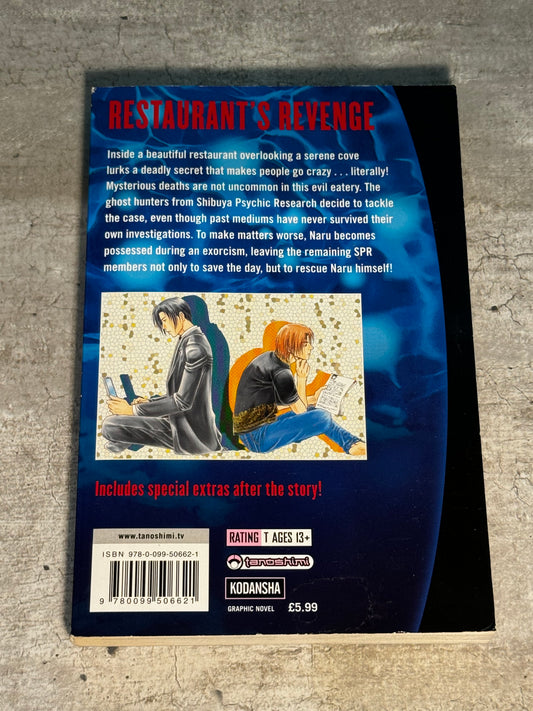 RESTAURANT'S REVENGE
Inside a beautiful restaurant overlooking a serene cove
lurks a deadly secret that makes people go crazy . . . literally!
Mysterious deaths are not uncommon in this evil eatery. The
ghost hunters from Shibuya Psychic Research decide to tackle
the case, even though past mediums have never survived their
own investigations. To make matters worse, Naru becomes
possessed during an exorcism, leaving the remaining SPR
members not only to save the day, but to rescue Naru himself!
Includes special extras after the story!
www.tanoshimi.tv
ISBN 978-0-099-50662-1
9 780099 506621
RATING T AGES 13+
tanoshimi
KODANSHA
GRAPHIC NOVEL £5.99